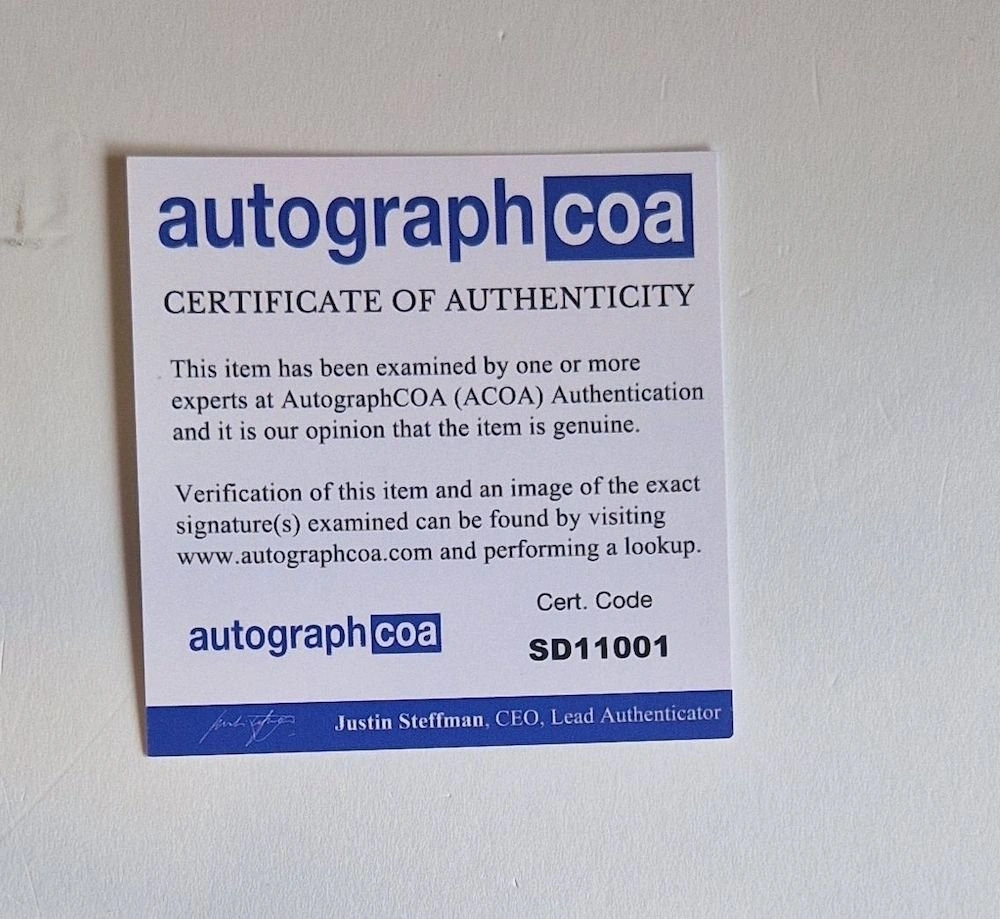 autograph coa
CERTIFICATE OF AUTHENTICITY
This item has been examined by one or more
experts at AutographCOA (ACOA) Authentication
and it is our opinion that the item is genuine.
Verification of this item and an image of the exact
signature(s) examined can be found by visiting
www.autographcoa.com and performing a lookup.
Cert. Code
autograph coa
SD11001
Justin Steffman, CEO, Lead Authenticator